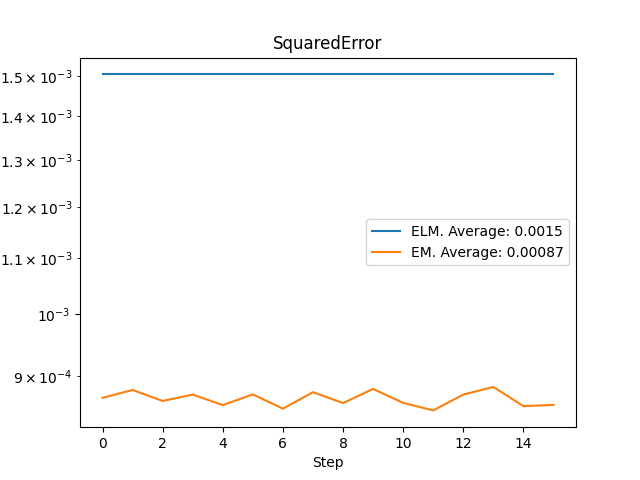 SquaredError
1.5 × 10⁻³
1.4 × 10⁻³
1.3 × 10⁻³
1.2 × 10⁻³
1.1 × 10⁻³
10⁻³
9 × 10⁻⁴
ELM. Average: 0.0015
EM. Average: 0.00087
0 2 4 6 8 10 12 14
Step